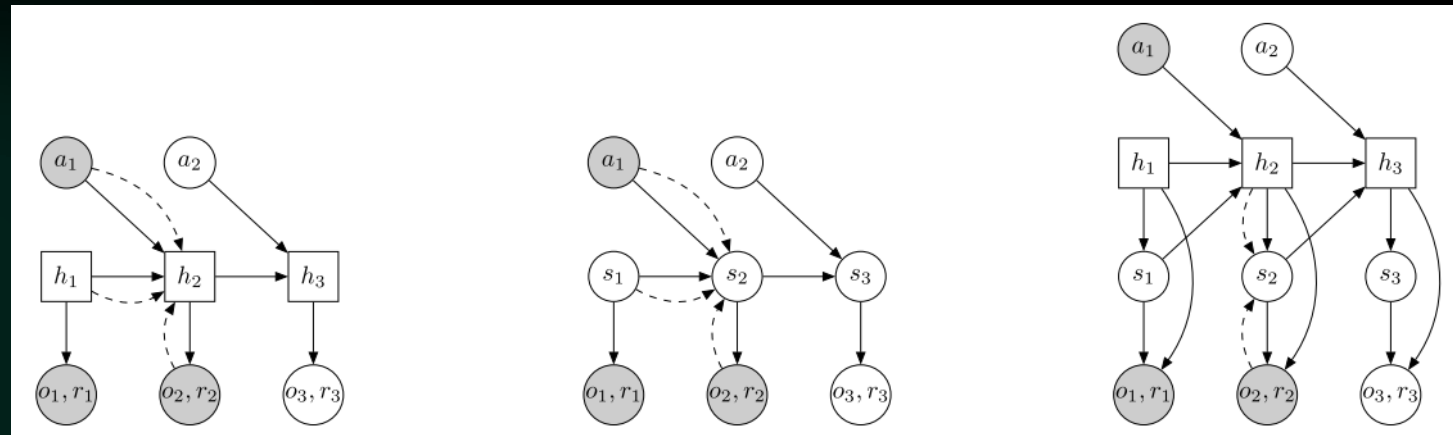 a₁ a₂
h₁ h₂ h₃
o₁, r₁ o₂, r₂ o₃, r₃
a₁ a₂
s₁ s₂ s₃
o₁, r₁ o₂, r₂ o₃, r₃
a₁ a₂
h₁ h₂ h₃
s₁ s₂ s₃
o₁, r₁ o₂, r₂ o₃, r₃